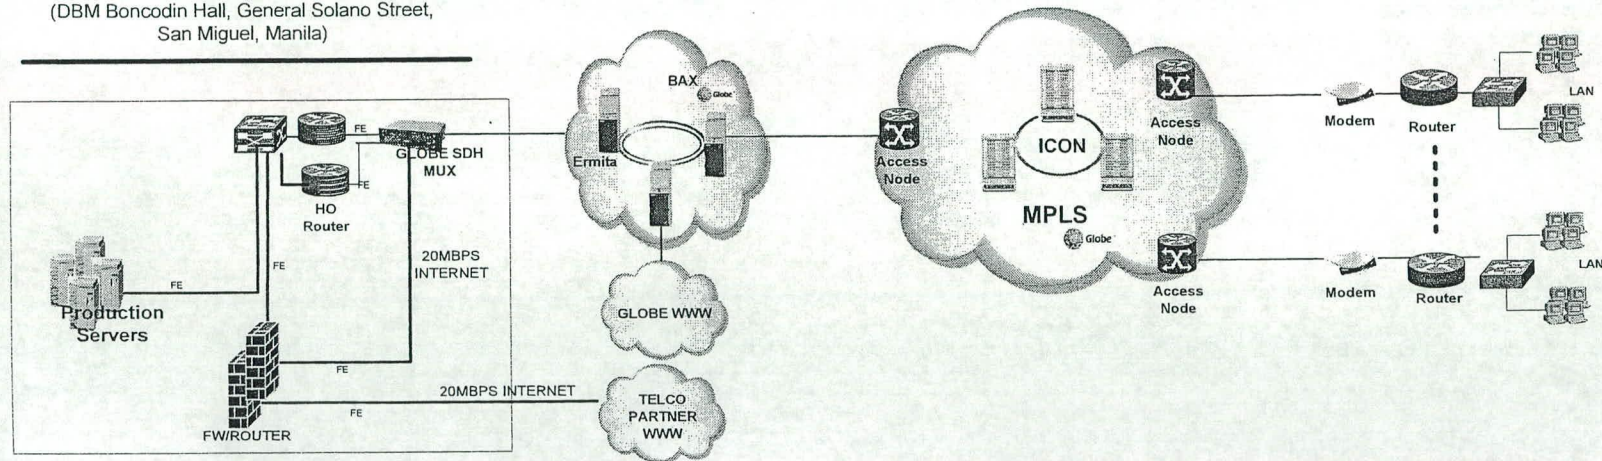 (DBM Boncodin Hall, General Solano Street,
San Miguel, Manila)
FE
GLOBE SDH
MUX
FE
HO
Router
20MBPS
INTERNET
FE
FE
Production
Servers
FE
20MBPS INTERNET
FE
FW/ROUTER
BAX
Globe
Ermita
GLOBE WWW
TELCO
PARTNER
WWW
Access
Node
ICON
MPLS
Globe
Access
Node
Modem
Router
LAN
Access
Node
Modem
Router
LAN